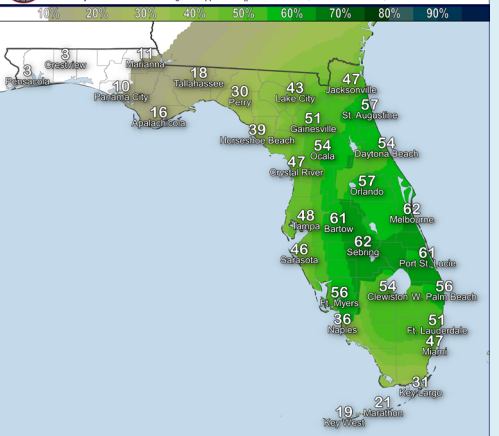 10% 20% 30% 40% 50% 60% 70% 80% 90%
3
Pensacola
3
Crestview
11
Marianna
10
Panama City
18
Tallahassee
16
Apalachicola
30
Perry
43
Lake City
47
Jacksonville
57
St. Augustine
51
Gainesville
39
Horseshoe Beach
54
Ocala
54
Daytona Beach
47
Crystal River
57
Orlando
48
Tampa
61
Bartow
62
Melbourne
62
Sebring
46
Sarasota
61
Port St. Lucie
56
Ft. Myers
54
Clewiston
56
W. Palm Beach
36
Naples
51
Ft. Lauderdale
47
Miami
31
Key Largo
21
Marathon
19
Key West